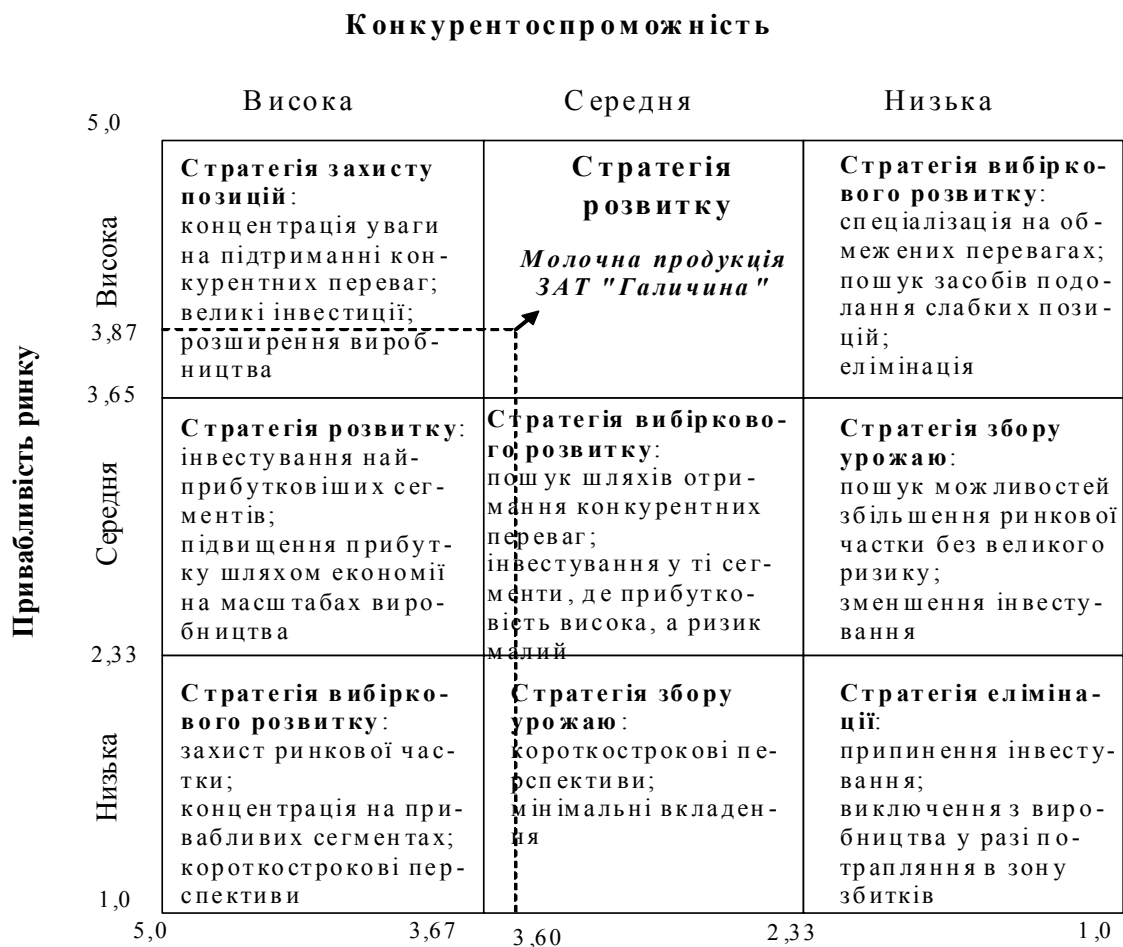 Конкурентоспроможність
Висока
Середня
Низька
5,0
Стратегія захисту
позицій:
концентрація уваги
на підтриманні кон-
курентних переваг;
великі інвестиції;
розширення вироб-
ництва
Стратегія
розвитку
Молочна продукція
ЗАТ "Галичина"
Стратегія вибірко-
вого розвитку:
спеціалізація на об-
межених перевагах;
пошук засобів подо-
лання слабких пози-
цій;
елімінація
Висока
3,87
3,65
Привабливість ринку
Стратегія розвитку:
інвестування най-
прибутковіших сег-
ментів;
підвищення прибут-
ку шляхом економії
на масштабах виро-
бництва
Стратегія вибірково-
го розвитку:
пошук шляхів отри-
мання конкурентних
переваг;
інвестування у ті сег-
менти, де прибутко-
вість висока, а ризик
малий
Стратегія збору
урожаю:
пошук можливостей
збільшення ринкової
частки без великого
ризику;
зменшення інвесту-
вання
Середня
2,33
Стратегія вибірко-
вого розвитку:
захист ринкової час-
тки;
концентрація на при-
вабливих сегментах;
короткострокові пер-
спективи
Стратегія збору
урожаю:
короткострокові пе-
рспективи;
мінімальні вкладен-
ня
Стратегія еліміна-
ції:
припинення інвесту-
вання;
виключення з виро-
бництва у разі по-
трапляння в зону
збитків
Низька
1,0
5,0
3,67
3,60
2,33
1,0